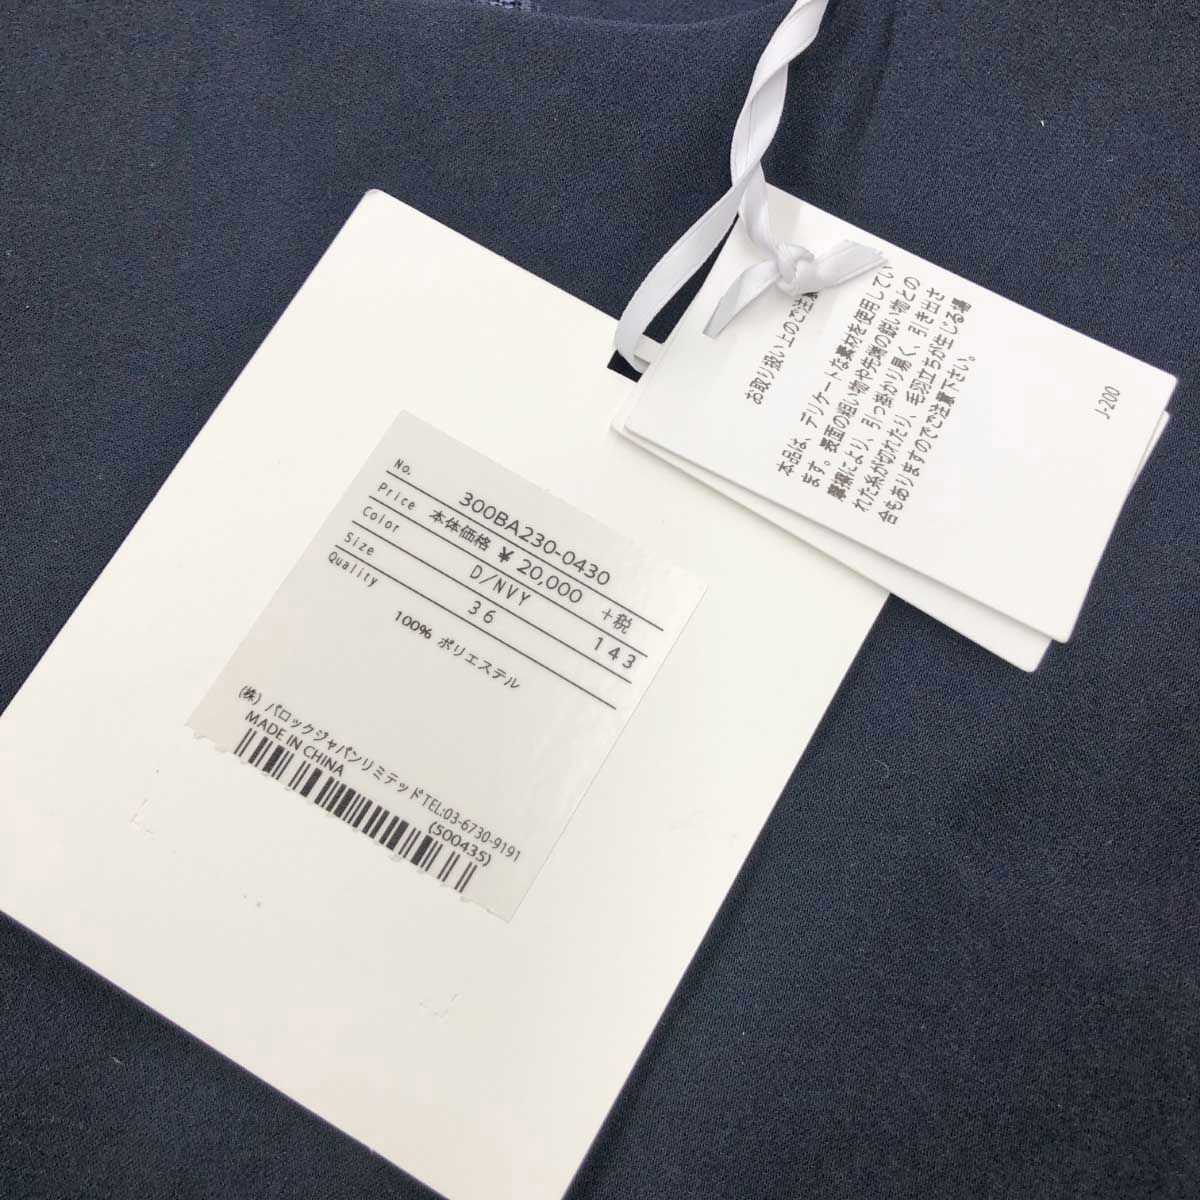 No. 300BA230-0430
Price 本体価格 ¥ 20,000 +税
Color D/NVY 143
Size 36
Quality 100% ポリエステル
(株) バロックジャパンリミテッド TEL:03-6730-9191
MADE IN CHINA (500435)
お取り扱い上のご注意
本品は、デリケートな素材を使用してい
ます。表面の粗い物や先端の鋭い物との
摩擦により、引っ掛かり易く、引き出さ
れた糸が切れたり、毛羽立ちが生じる場
合もありますのでご注意下さい。
J-200